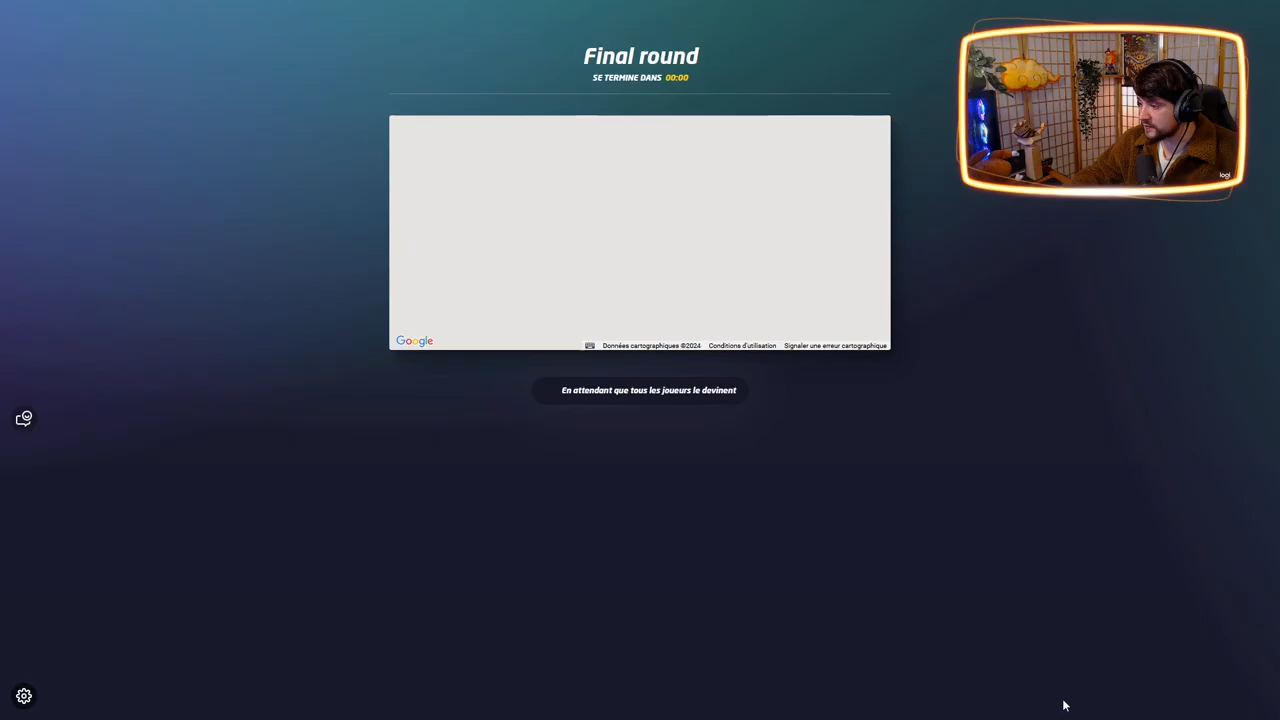 Final round
SE TERMINE DANS 00:00
Google
Données cartographiques ©2024 Conditions d'utilisation Signaler une erreur cartographique
En attendant que tous les joueurs le devinent
logi